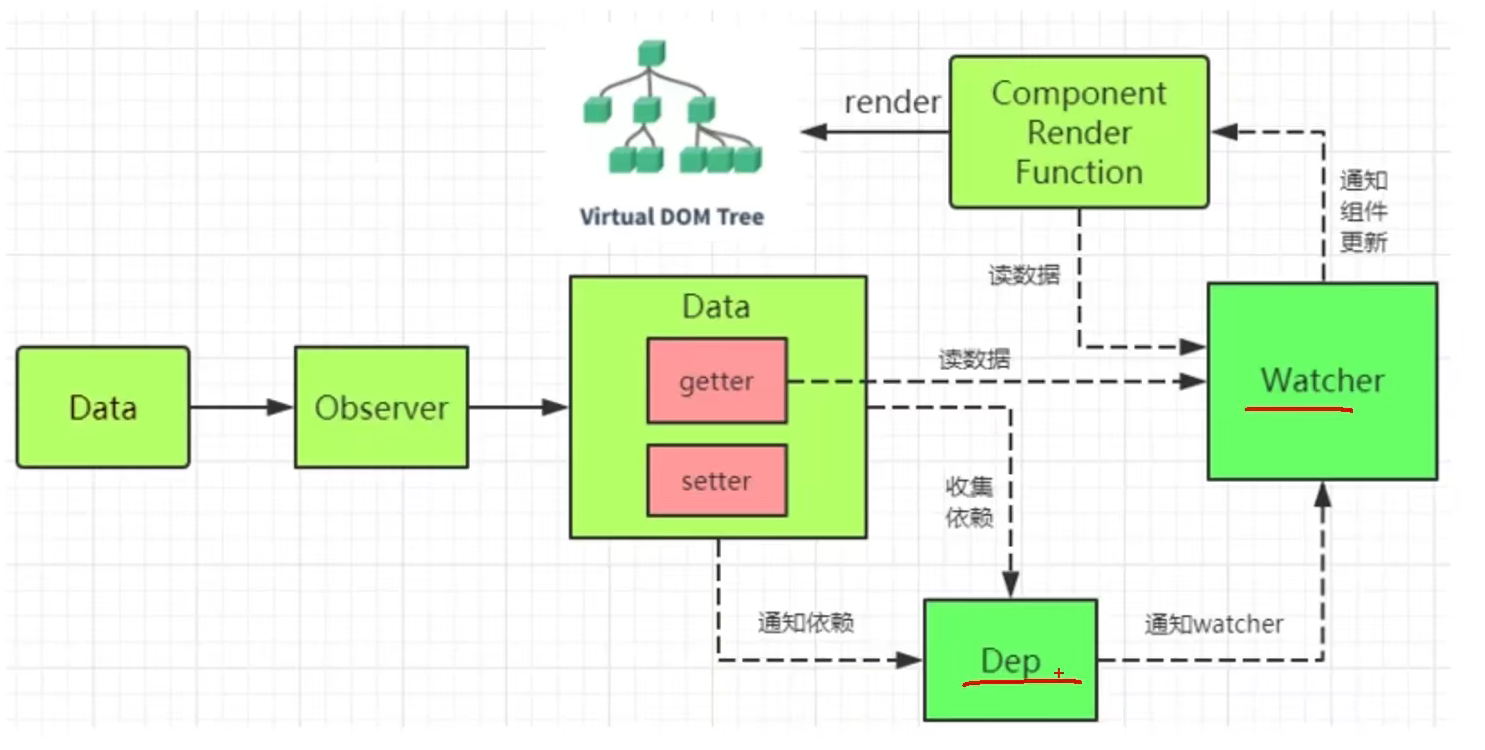 render
Component
Render
Function
Virtual DOM Tree
通知
组件
更新
读数据
Data
Observer
Data
getter
setter
读数据
Watcher
收集
依赖
通知依赖
Dep
通知watcher